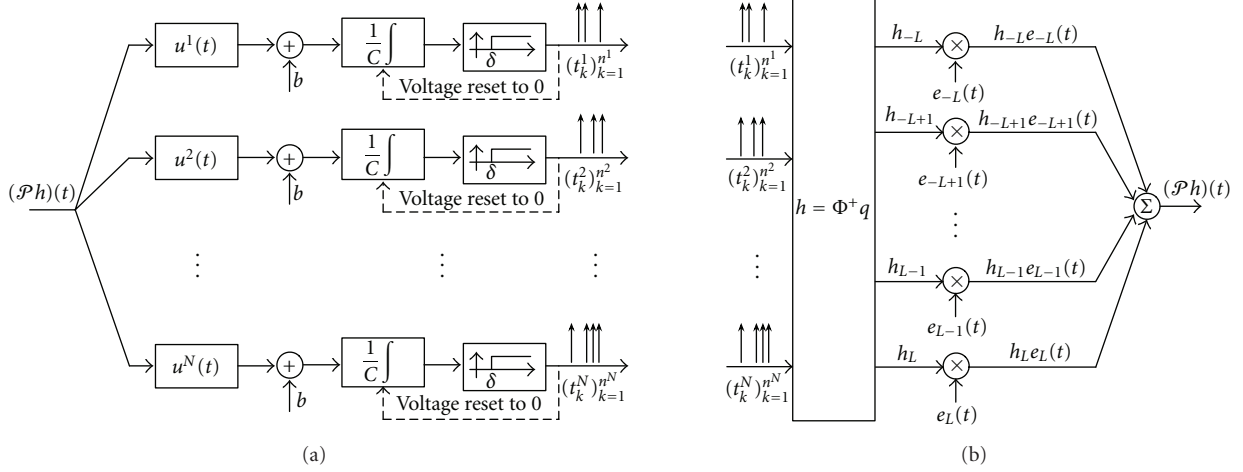 (𝒫h)(t)
u¹(t)
+
b
1/C ∫
δ
Voltage reset to 0
(t_k^1)_{k=1}^{n^1}
u²(t)
+
b
1/C ∫
δ
Voltage reset to 0
(t_k^2)_{k=1}^{n^2}
⋮ ⋮ ⋮
u^N(t)
+
b
1/C ∫
δ
Voltage reset to 0
(t_k^N)_{k=1}^{n^N}
(a)
(t_k^1)_{k=1}^{n^1}
(t_k^2)_{k=1}^{n^2}
⋮
(t_k^N)_{k=1}^{n^N}
h = Φ⁺q
h_{-L}
×
h_{-L}e_{-L}(t)
e_{-L}(t)
h_{-L+1}
×
h_{-L+1}e_{-L+1}(t)
e_{-L+1}(t)
⋮
h_{L-1}
×
h_{L-1}e_{L-1}(t)
e_{L-1}(t)
h_L
×
h_Le_L(t)
e_L(t)
Σ
(𝒫h)(t)
(b)